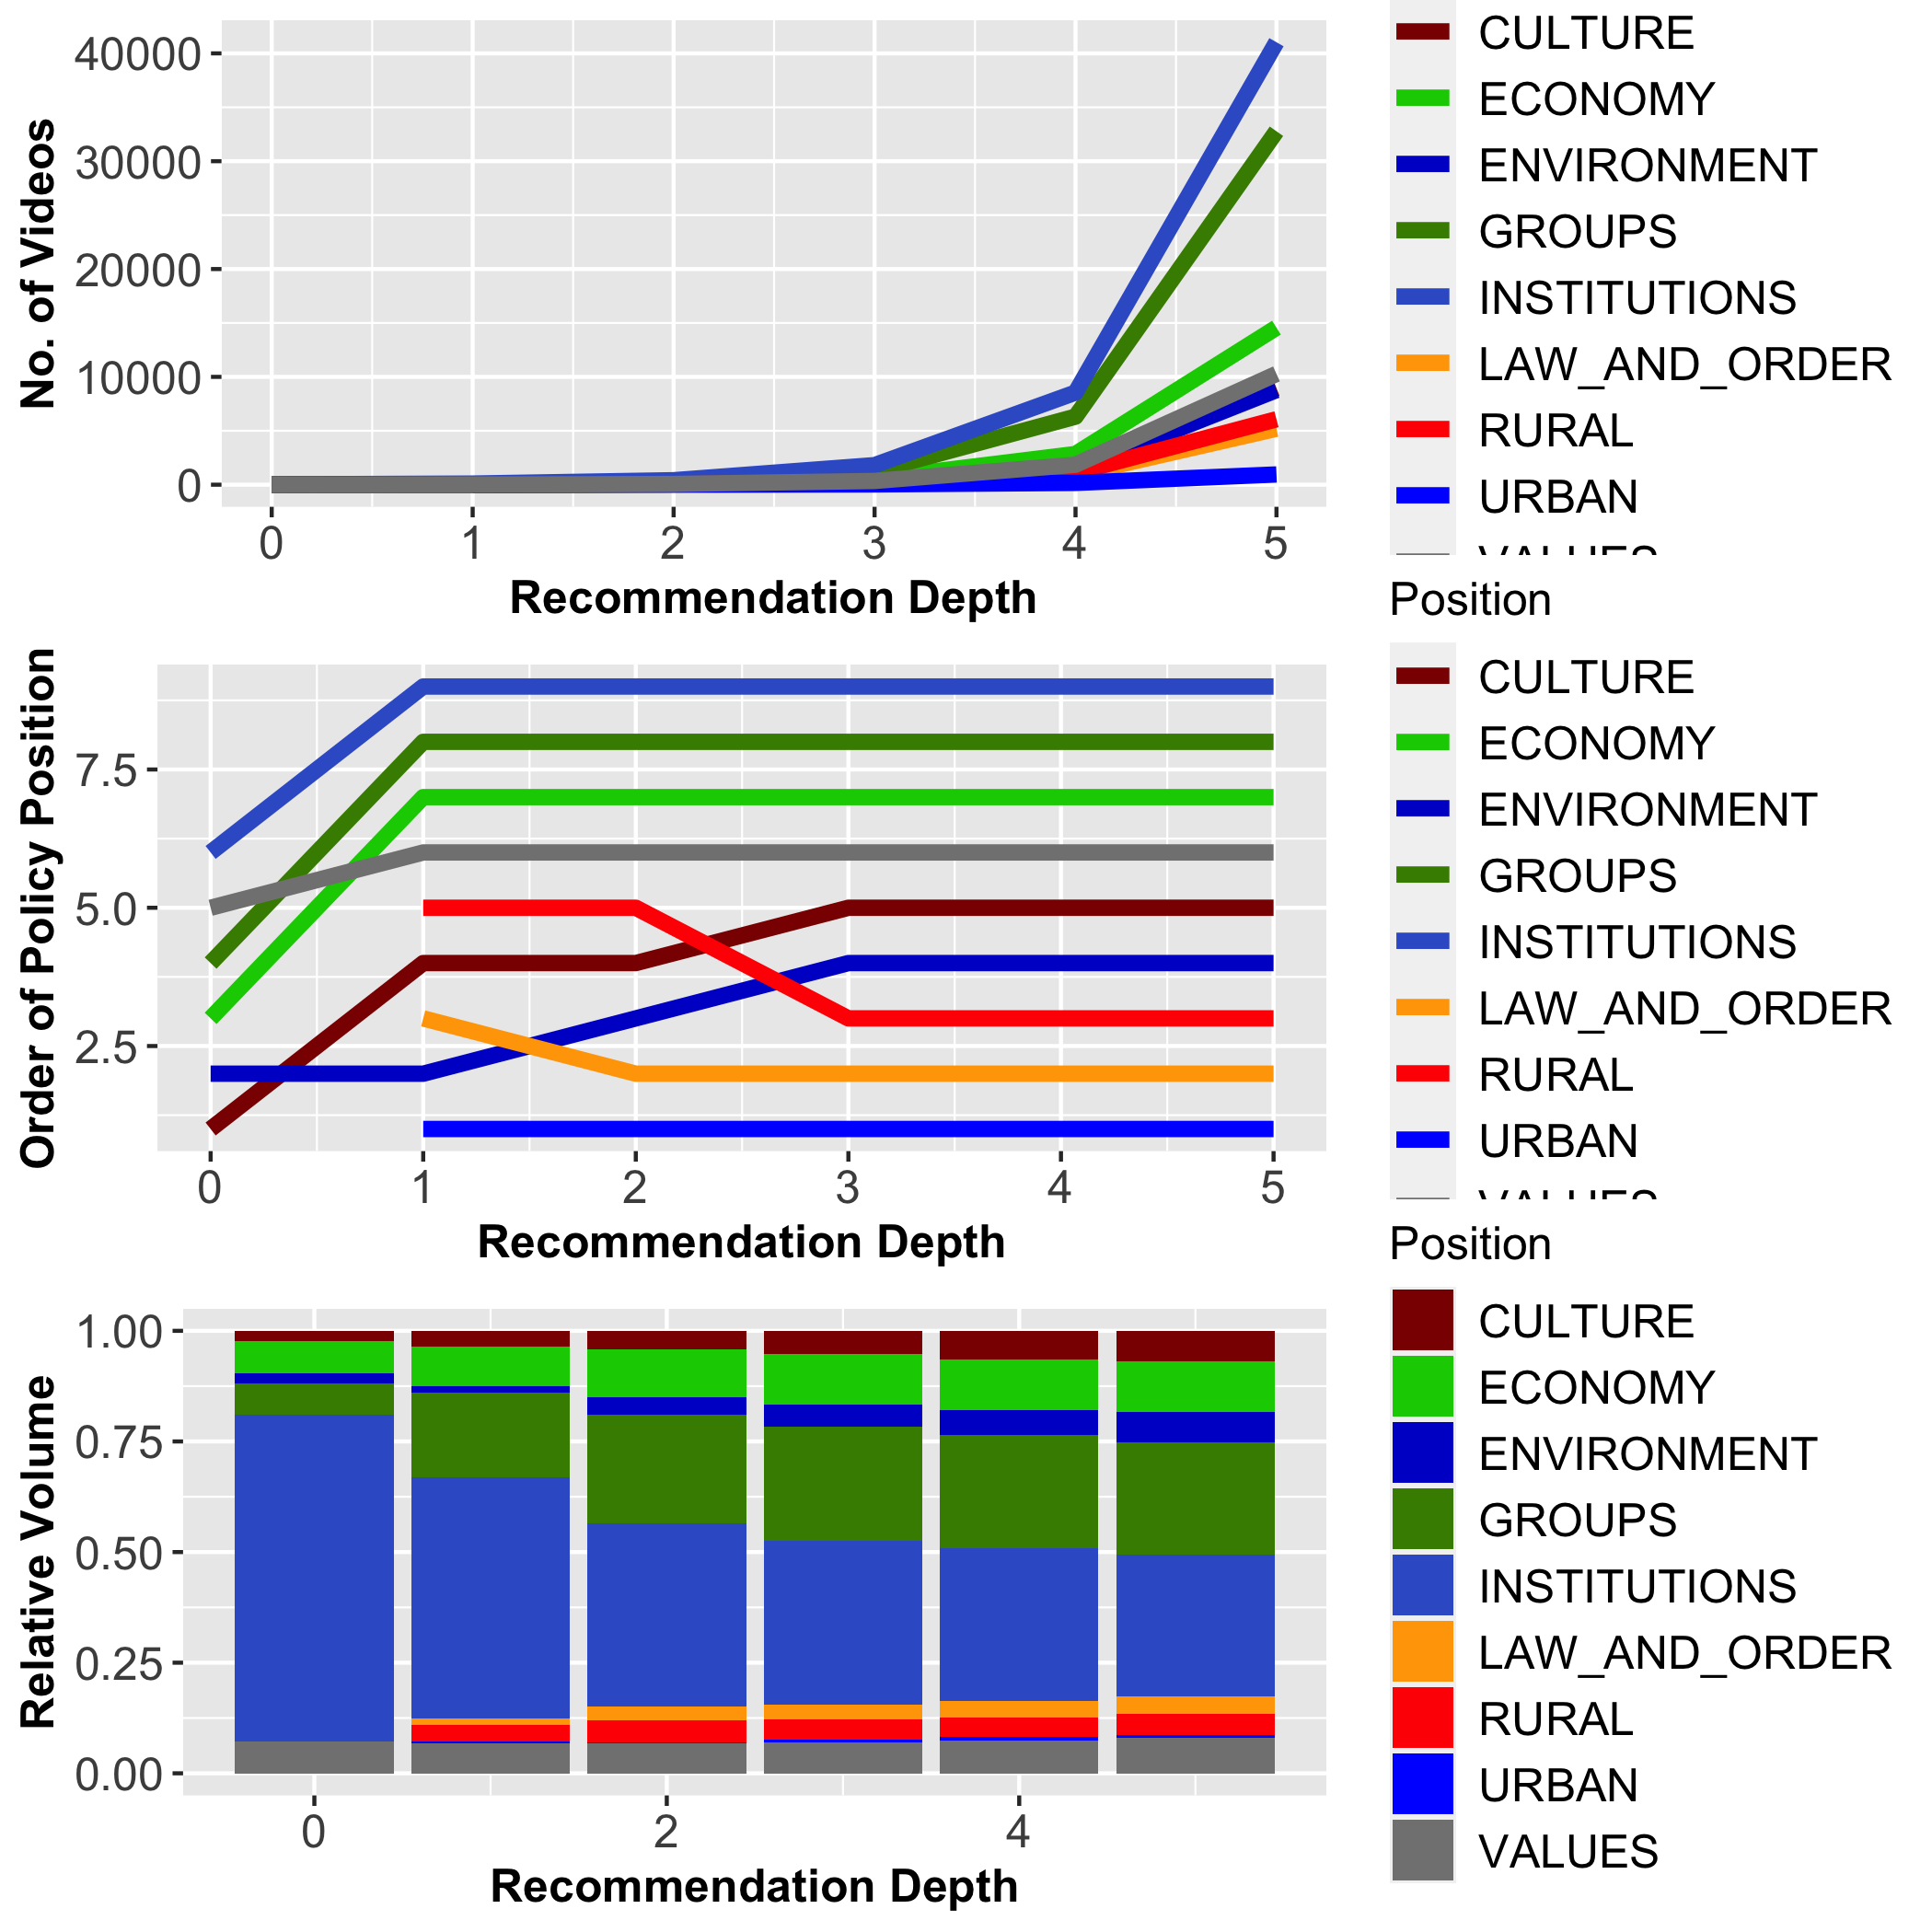 No. of Videos
40000
30000
20000
10000
0
0 1 2 3 4 5
Recommendation Depth
CULTURE
ECONOMY
ENVIRONMENT
GROUPS
INSTITUTIONS
LAW_AND_ORDER
RURAL
URBAN
VALUES
Order of Policy Position
7.5
5.0
2.5
0 1 2 3 4 5
Recommendation Depth
Position
CULTURE
ECONOMY
ENVIRONMENT
GROUPS
INSTITUTIONS
LAW_AND_ORDER
RURAL
URBAN
VALUES
Relative Volume
1.00
0.75
0.50
0.25
0.00
0 2 4
Recommendation Depth
Position
CULTURE
ECONOMY
ENVIRONMENT
GROUPS
INSTITUTIONS
LAW_AND_ORDER
RURAL
URBAN
VALUES